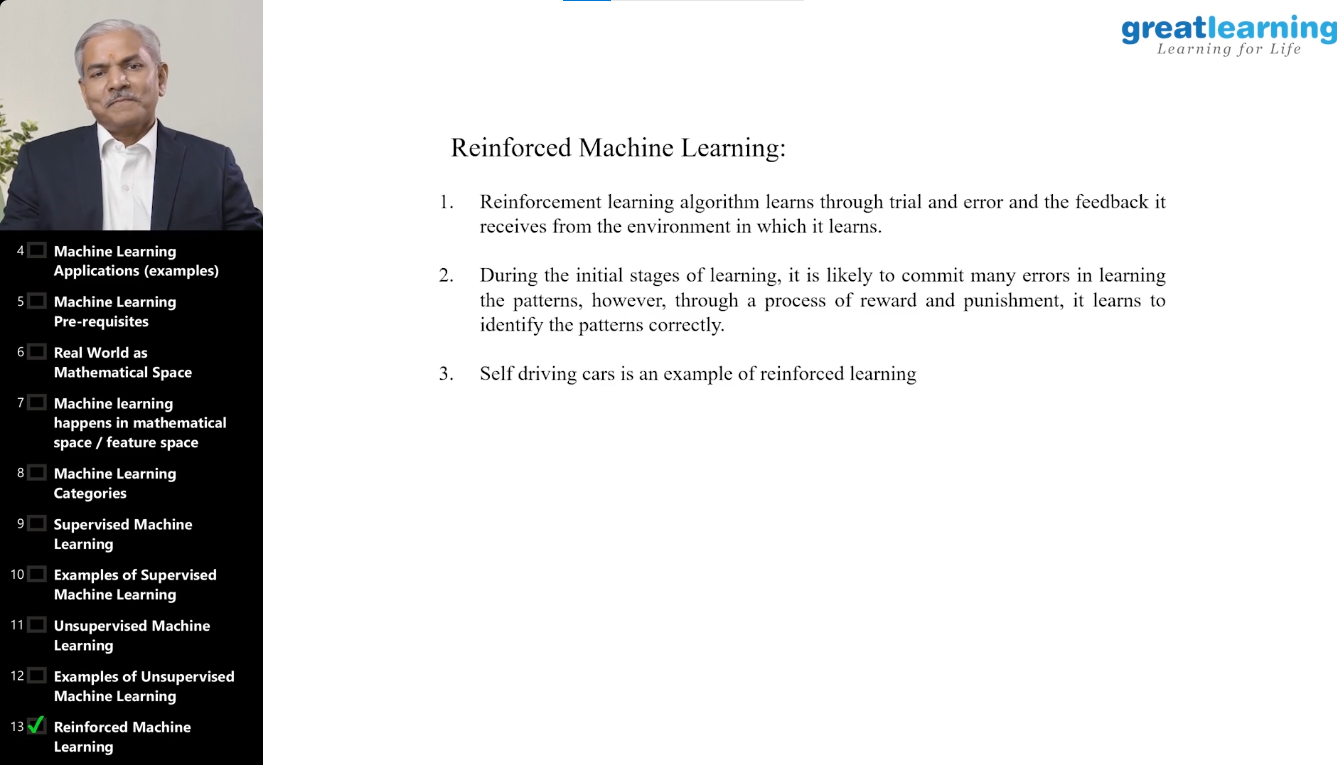 greatlearning
Learning for Life
4 Machine Learning
Applications (examples)
5 Machine Learning
Pre-requisites
6 Real World as
Mathematical Space
7 Machine learning
happens in mathematical
space / feature space
8 Machine Learning
Categories
9 Supervised Machine
Learning
10 Examples of Supervised
Machine Learning
11 Unsupervised Machine
Learning
12 Examples of Unsupervised
Machine Learning
13 Reinforced Machine
Learning
Reinforced Machine Learning:
1. Reinforcement learning algorithm learns through trial and error and the feedback it
receives from the environment in which it learns.
2. During the initial stages of learning, it is likely to commit many errors in learning
the patterns, however, through a process of reward and punishment, it learns to
identify the patterns correctly.
3. Self driving cars is an example of reinforced learning